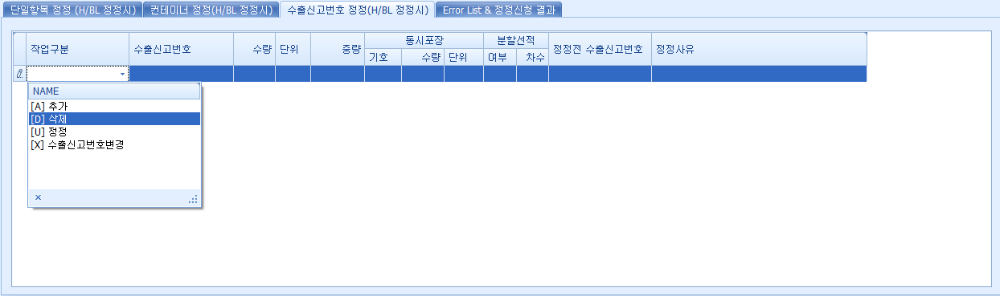 단일항목 정정 (H/BL 정정시) 컨테이너 정정(H/BL 정정시) 수출신고번호 정정(H/BL 정정시) Error List & 정정신청 결과
작업구분 수출신고번호 수량 단위 중량 동시포장 분할선적 정정전 수출신고번호 정정사유
기호 수량 단위 여부 차수
NAME
[A] 추가
[D] 삭제
[U] 정정
[X] 수출신고번호변경